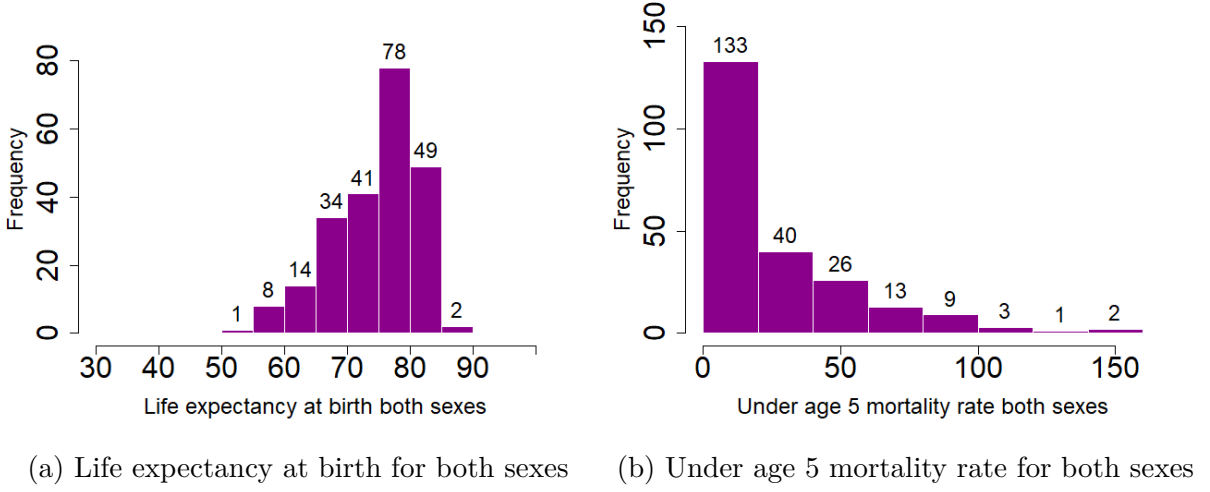 Frequency
0 20 40 60 80
1 8 14 34 41 78 49 2
30 40 50 60 70 80 90
Life expectancy at birth both sexes
(a) Life expectancy at birth for both sexes
Frequency
0 50 100 150
133 40 26 13 9 3 1 2
0 50 100 150
Under age 5 mortality rate both sexes
(b) Under age 5 mortality rate for both sexes